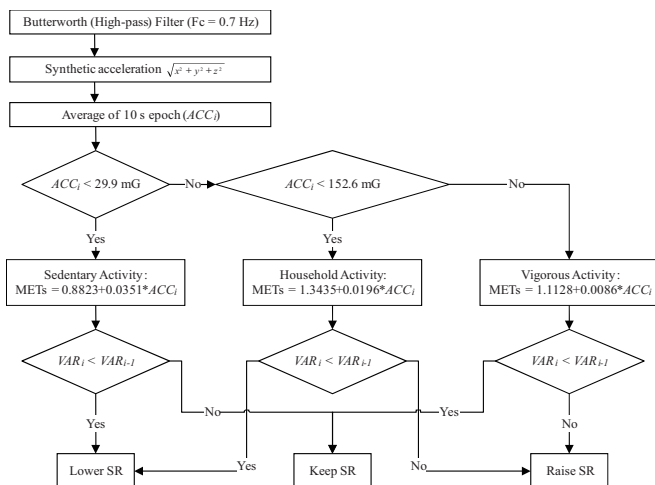 Butterworth (High-pass) Filter (Fc = 0.7 Hz)
Synthetic acceleration √x² + y² + z²
Average of 10 s epoch (ACCi)
ACCi < 29.9 mG
No
ACCi < 152.6 mG
No
Yes
Yes
Sedentary Activity:
METs = 0.8823+0.0351*ACCi
Household Activity:
METs = 1.3435+0.0196*ACCi
Vigorous Activity:
METs = 1.1128+0.0086*ACCi
VARi < VARi-1
VARi < VARi-1
VARi < VARi-1
No
Yes
Yes
No
Lower SR
Yes
Keep SR
No
Raise SR